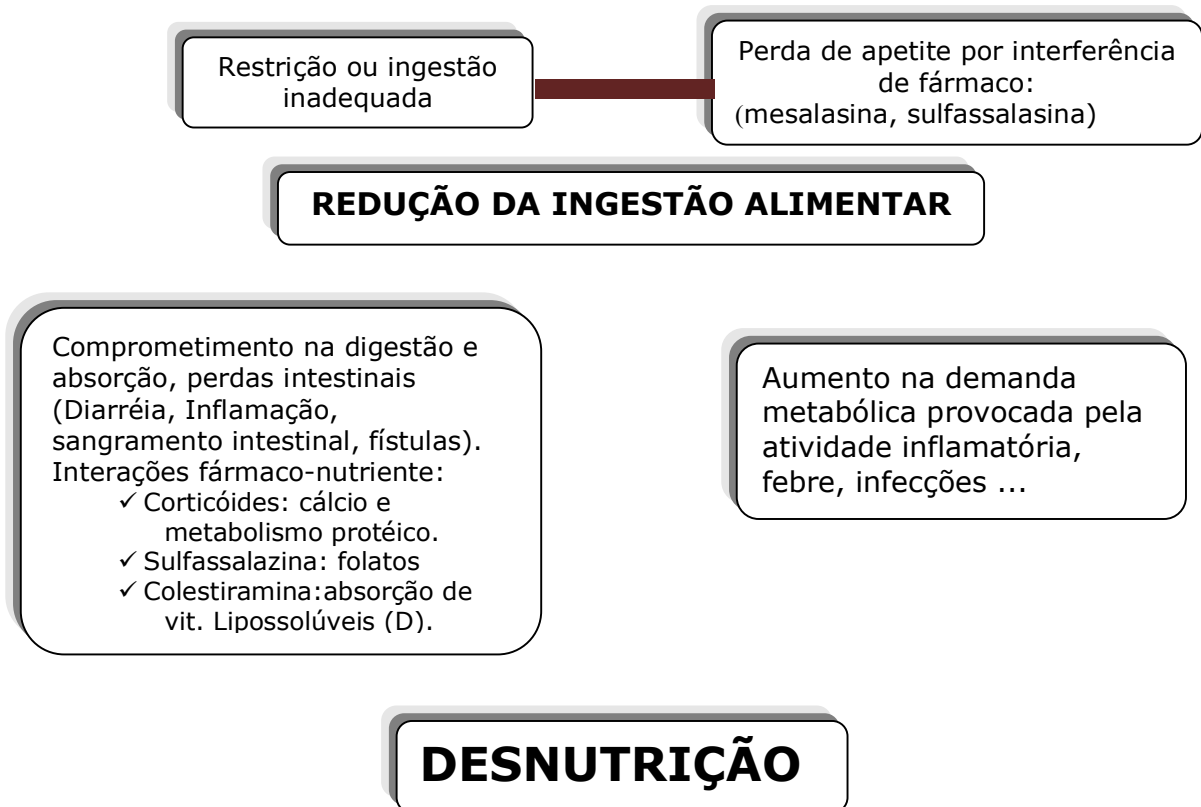 Restrição ou ingestão
inadequada
Perda de apetite por interferência
de fármaco:
(mesalasina, sulfassalasina)
REDUÇÃO DA INGESTÃO ALIMENTAR
Comprometimento na digestão e
absorção, perdas intestinais
(Diarréia, Inflamação,
sangramento intestinal, fístulas).
Interações fármaco-nutriente:
✓ Corticóides: cálcio e
metabolismo protéico.
✓ Sulfassalazina: folatos
✓ Colestiramina:absorção de
vit. Lipossolúveis (D).
Aumento na demanda
metabólica provocada pela
atividade inflamatória,
febre, infecções ...
DESNUTRIÇÃO